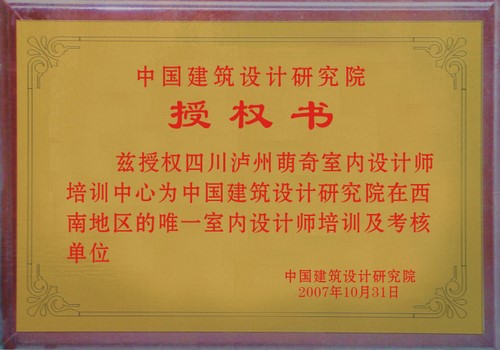 中国建筑设计研究院
授权书
兹授权四川泸州萌奇室内设计师
培训中心为中国建筑设计研究院在西
南地区的唯一室内设计师培训及考核
单位
中国建筑设计研究院
2007年10月31日